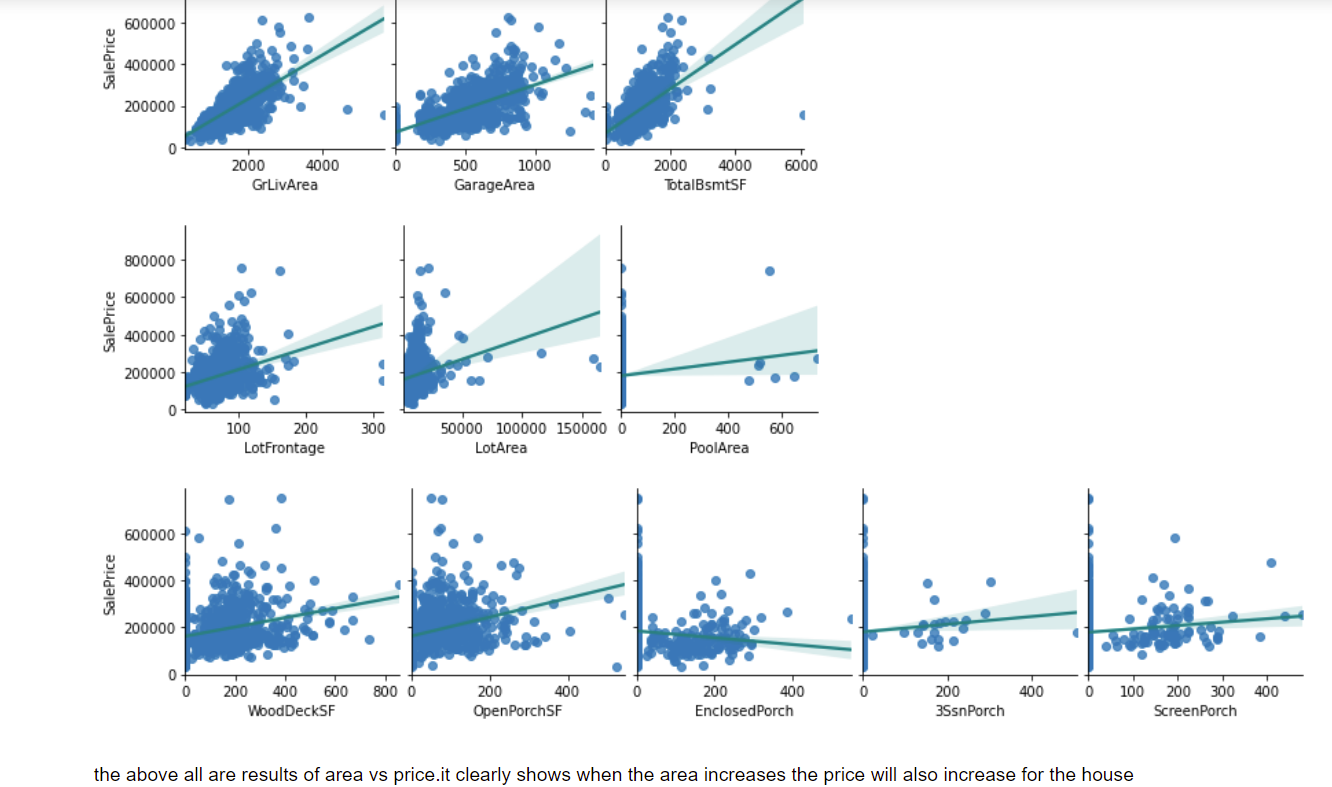 600000
SalePrice
400000
200000
0
2000 4000 0 500 1000 0 2000 4000 6000
GrLivArea GarageArea TotalBsmtSF
800000
600000
SalePrice
400000
200000
0
100 200 300 50000 100000 150000 0 200 400 600
LotFrontage LotArea PoolArea
600000
SalePrice
400000
200000
0
0 200 400 600 800 0 200 400 0 200 400 0 200 400 0 100 200 300 400
WoodDeckSF OpenPorchSF EnclosedPorch 3SsnPorch ScreenPorch
the above all are results of area vs price.it clearly shows when the area increases the price will also increase for the house